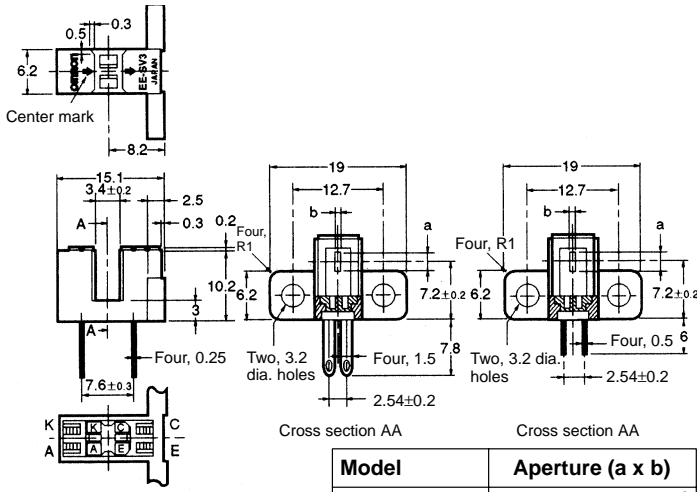 0.3
0.5
6.2
omron
EE-SV3
JAPAN
Center mark
8.2
15.1
3.4±0.2
2.5
0.3
0.2
A
10.2
3
A
Four, 0.25
7.6±0.3
K
K
C
C
A
A
E
E
19
12.7
b
a
Four,
R1
6.2
7.2±0.2
Two, 3.2
dia. holes
Four, 1.5
7.8
2.54±0.2
Cross section AA
19
12.7
b
a
Four, R1
6.2
7.2±0.2
6
Two, 3.2 dia.
holes
Four, 0.5
2.54±0.2
Cross section AA
Model
Aperture (a x b)